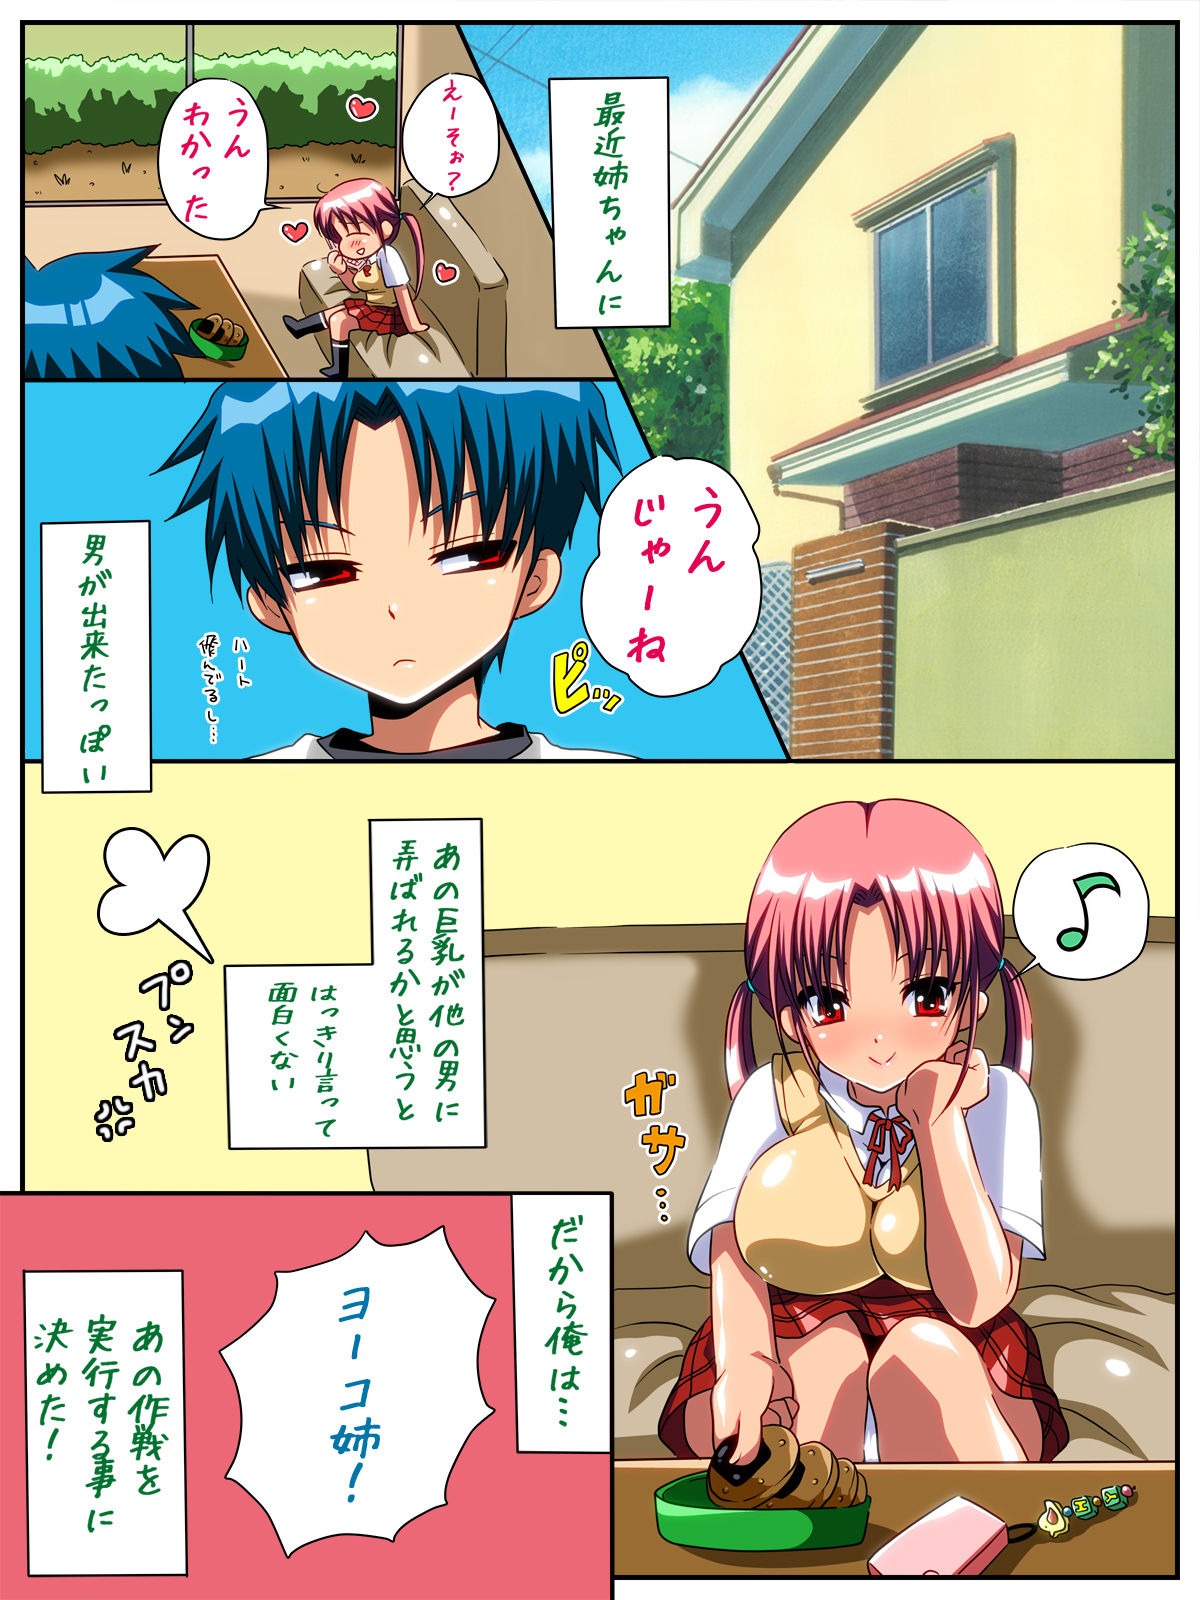 最近姉ちゃんに
えーそぉ?
うん
わかった
うん
じゃーね
ピッ
ハート
飛んでるし…
男が出来たっぽい
あの巨乳が他の男に
弄ばれるかと思うと
はっきり言って
面白くない
プンスカ
ガサ…
だから俺は…
ヨーコ姉!
あの作戦を
実行する事に
決めた!